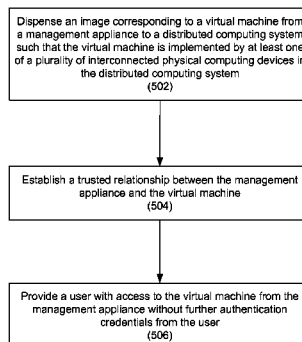 Dispense an image corresponding to a virtual machine from
a management appliance to a distributed computing system
such that the virtual machine is implemented by at least one
of a plurality of interconnected physical computing devices in
the distributed computing system
(502)
Establish a trusted relationship between the management
appliance and the virtual machine
(504)
Provide a user with access to the virtual machine from the
management appliance without further authentication
credentials from the user
(506)